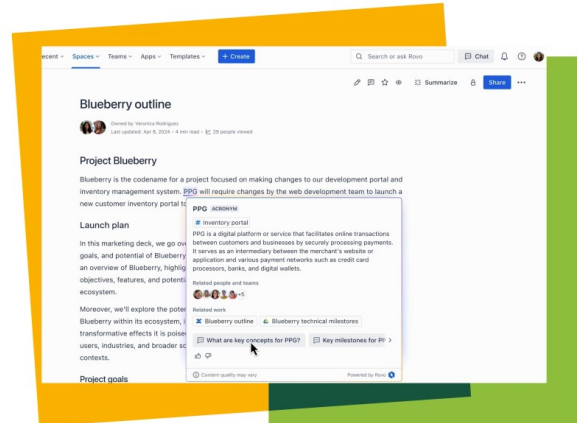 ecent Spaces Teams Apps Templates + Create Search or ask Rovo Chat
Summarize Share
Blueberry outline
Owned by Veronica Rodriguez
Last updated: Apr 8, 2024 • 4 min read • 28 people viewed
Project Blueberry
Blueberry is the codename for a project focused on making changes to our development portal and
inventory management system. PPG will require changes by the web development team to launch a
new customer inventory portal to
PPG ACRONYM
# Inventory portal
PPG is a digital platform or service that facilitates online transactions
between customers and businesses by securely processing payments.
It serves as an intermediary between the merchant's website or
application and various payment networks such as credit card
processors, banks, and digital wallets.
Related people and teams
+5
Related work
Blueberry outline Blueberry technical milestores
What are key concepts for PPG? Key milestones for PP
Content quality may vary Powered by Rovo
Launch plan
In this marketing deck, we go ov
goals, and potential of Blueberry
an overview of Blueberry, highlig
objectives, features, and potenti
ecosystem.
Moreover, we'll explore the poter
Blueberry within its ecosystem, i
transformative effects it is poise
users, industries, and broader so
contexts.
Project goals